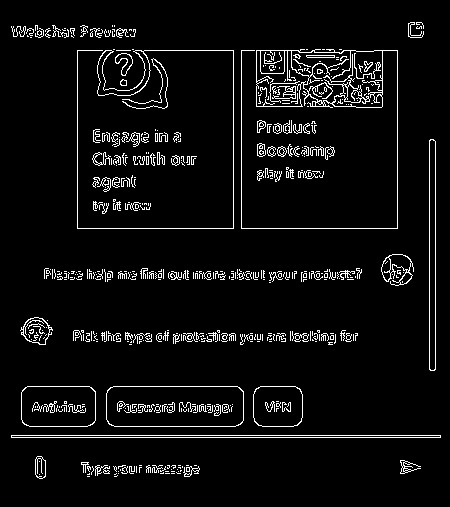 Webchat Preview
Engage in a
Chat with our
agent
try it now
Product
Bootcamp
play it now
Please help me find out more about your products?
Pick the type of protection you are looking for
Antivirus
Password Manager
VPN
Type your message